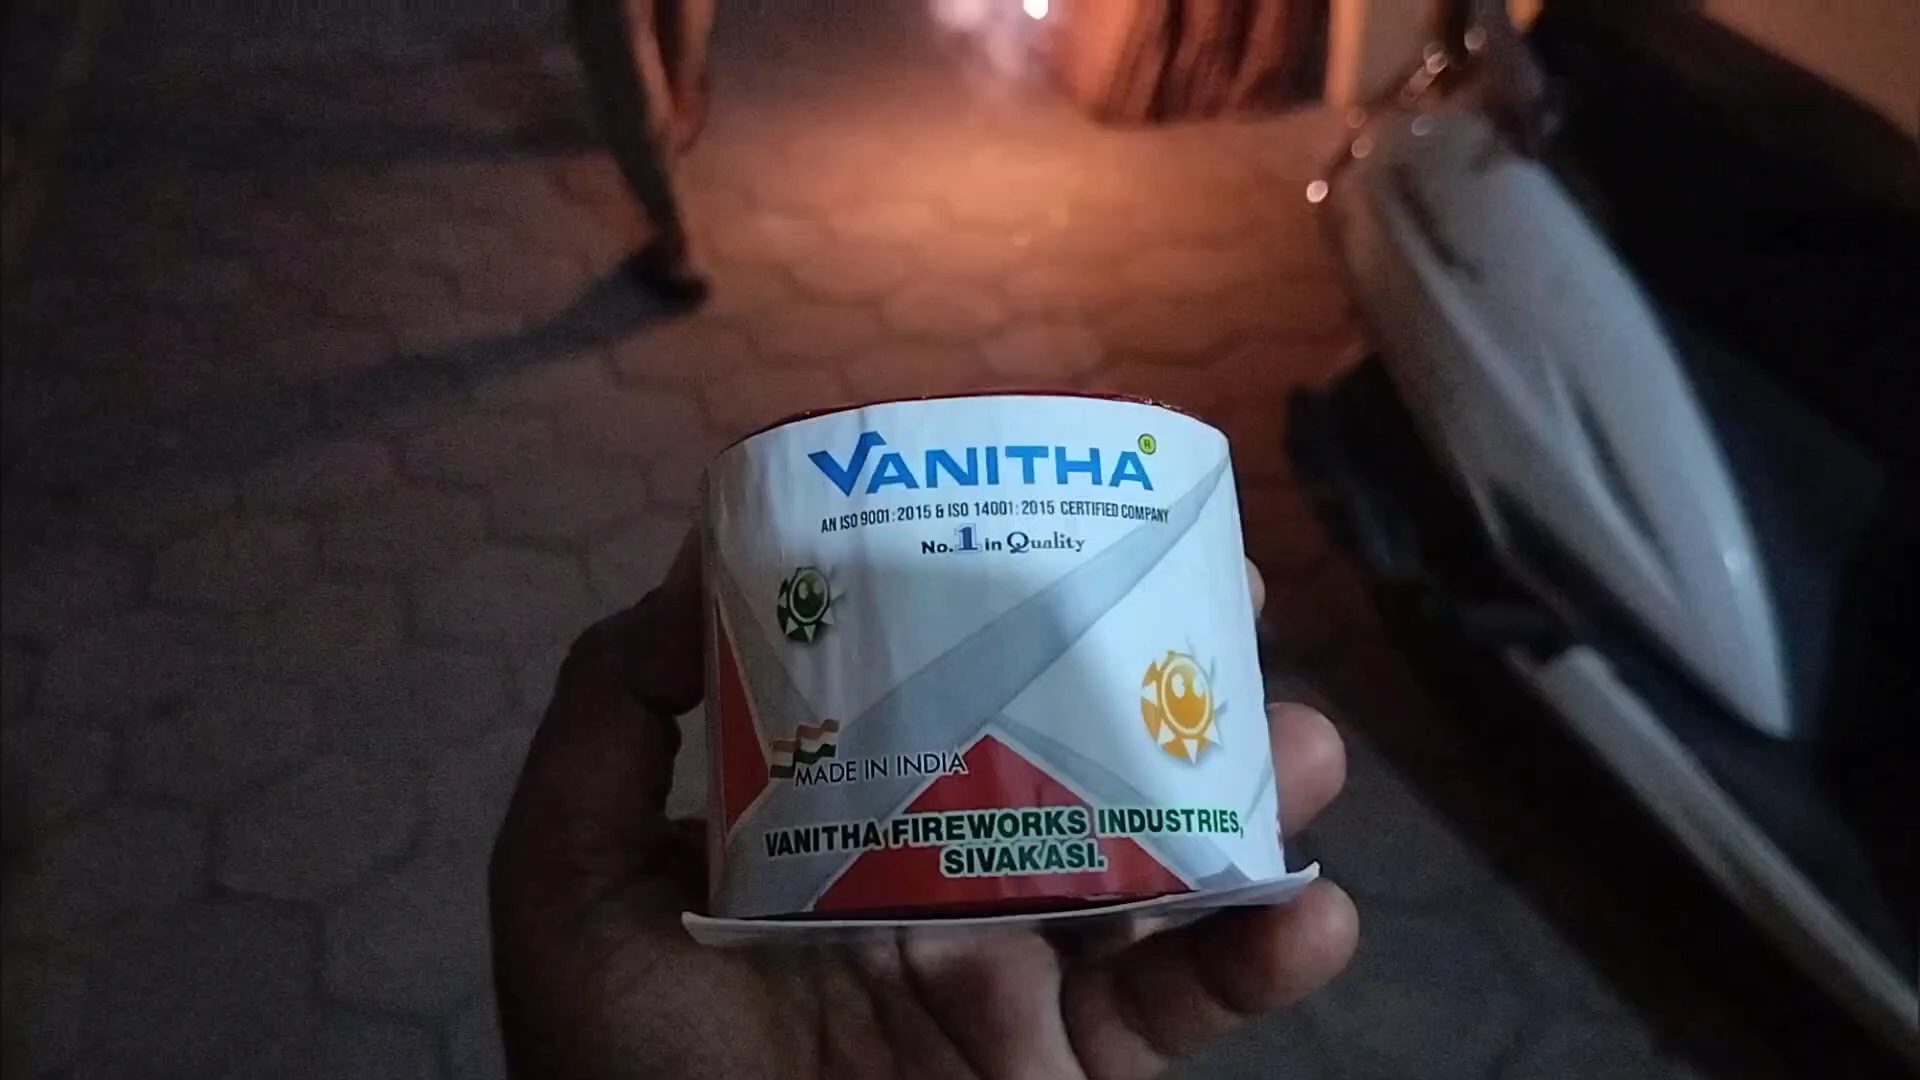 VANITHA®
AN ISO 9001:2015 & ISO 14001:2015 CERTIFIED COMPANY
No.1 in Quality
MADE IN INDIA
VANITHA FIREWORKS INDUSTRIES,
SIVAKASI.